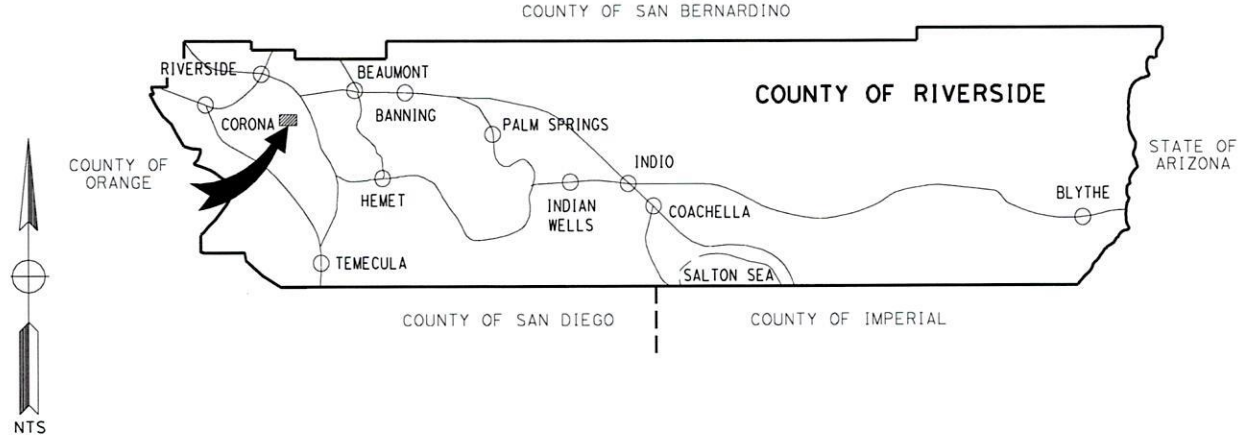 COUNTY OF SAN BERNARDINO
RIVERSIDE
BEAUMONT
COUNTY OF RIVERSIDE
BANNING
CORONA
PALM SPRINGS
STATE OF
ARIZONA
COUNTY OF
ORANGE
INDIO
HEMET
INDIAN
WELLS
COACHELLA
BLYTHE
TEMECULA
SALTON SEA
COUNTY OF SAN DIEGO
COUNTY OF IMPERIAL
NTS